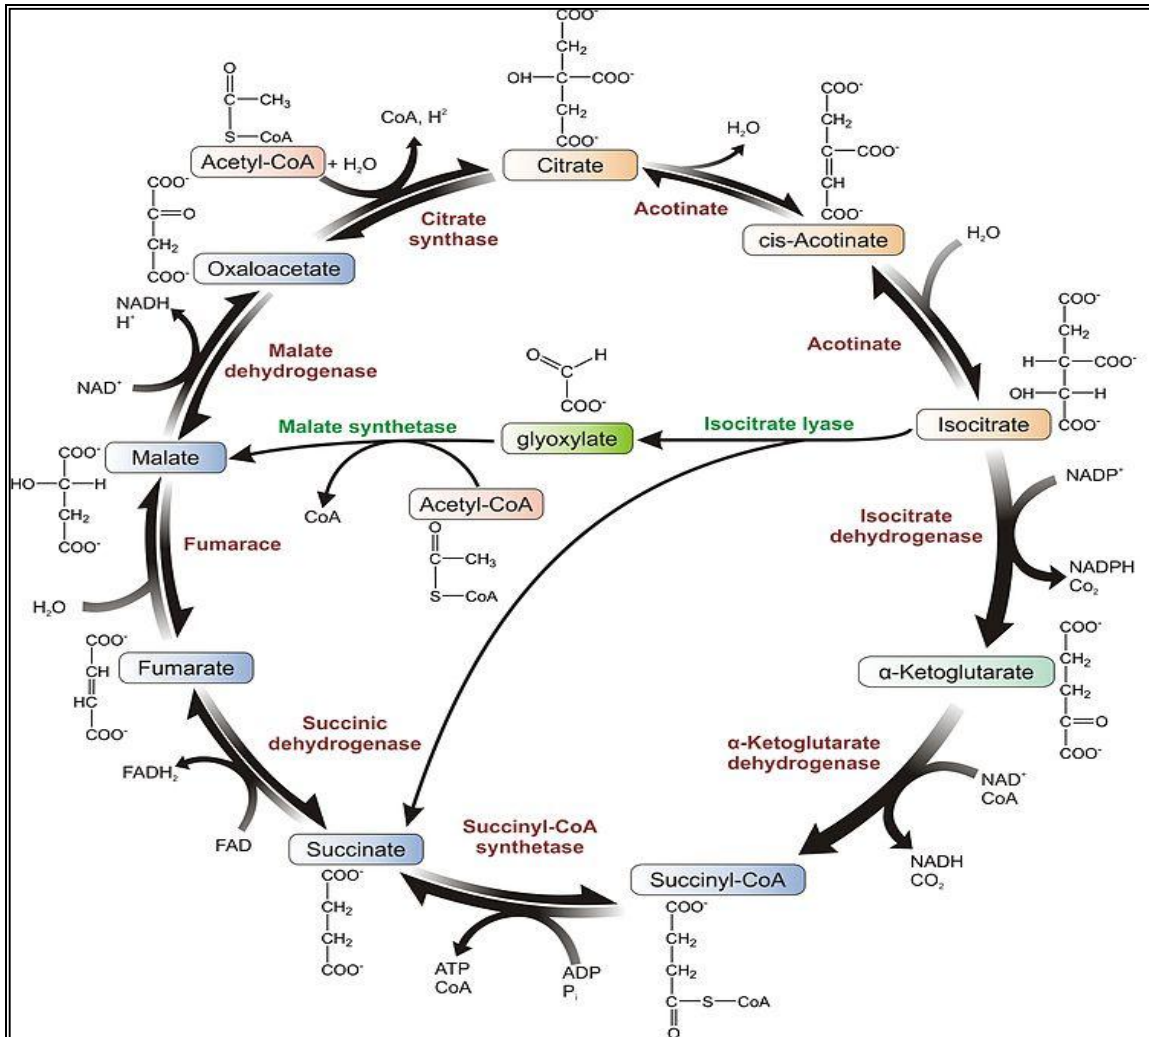 COO⁻
CH₂
OH—C—COO⁻
CH₂
COO⁻
Citrate
O
C—CH₃
S—CoA
Acetyl-CoA + H₂O
CoA, H²
Citrate
synthase
H₂O
Acotinate
COO⁻
CH₂
C—COO⁻
CH
COO⁻
cis-Acotinate
H₂O
Acotinate
COO⁻
C=O
CH₂
COO⁻
Oxaloacetate
NADH
H⁺
NAD⁺
Malate
dehydrogenase
COO⁻
CH₂
H—C—COO⁻
OH—C—H
COO⁻
Isocitrate
O H
C
COO⁻
glyoxylate
Isocitrate lyase
Malate synthetase
CoA
Acetyl-CoA
O
C—CH₃
S—CoA
COO⁻
HO—C—H
CH₂
COO⁻
Malate
Fumarace
H₂O
NADP⁺
Isocitrate
dehydrogenase
NADPH
Co₂
COO⁻
CH
HC
COO⁻
Fumarate
COO⁻
CH₂
CH₂
C=O
COO⁻
α-Ketoglutarate
α-Ketoglutarate
dehydrogenase
NAD⁺
CoA
NADH
CO₂
Succinic
dehydrogenase
FADH₂
FAD
Succinate
COO⁻
CH₂
CH₂
COO⁻
Succinyl-CoA
synthetase
ATP
CoA
ADP
Pᵢ
Succinyl-CoA
COO⁻
CH₂
CH₂
C—S—CoA
O